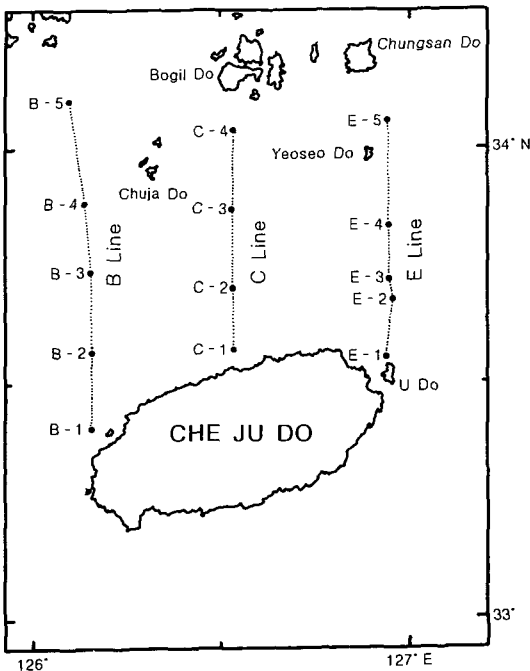 Chungsan Do
Bogil Do
B - 5
C - 4
E - 5
34° N
Yeoseo Do
Chuja Do
B - 4
C - 3
E - 4
B Line
C Line
E Line
B - 3
C - 2
E - 3
E - 2
B - 2
C - 1
E - 1
U Do
B - 1
CHE JU DO
33°
126°
127° E